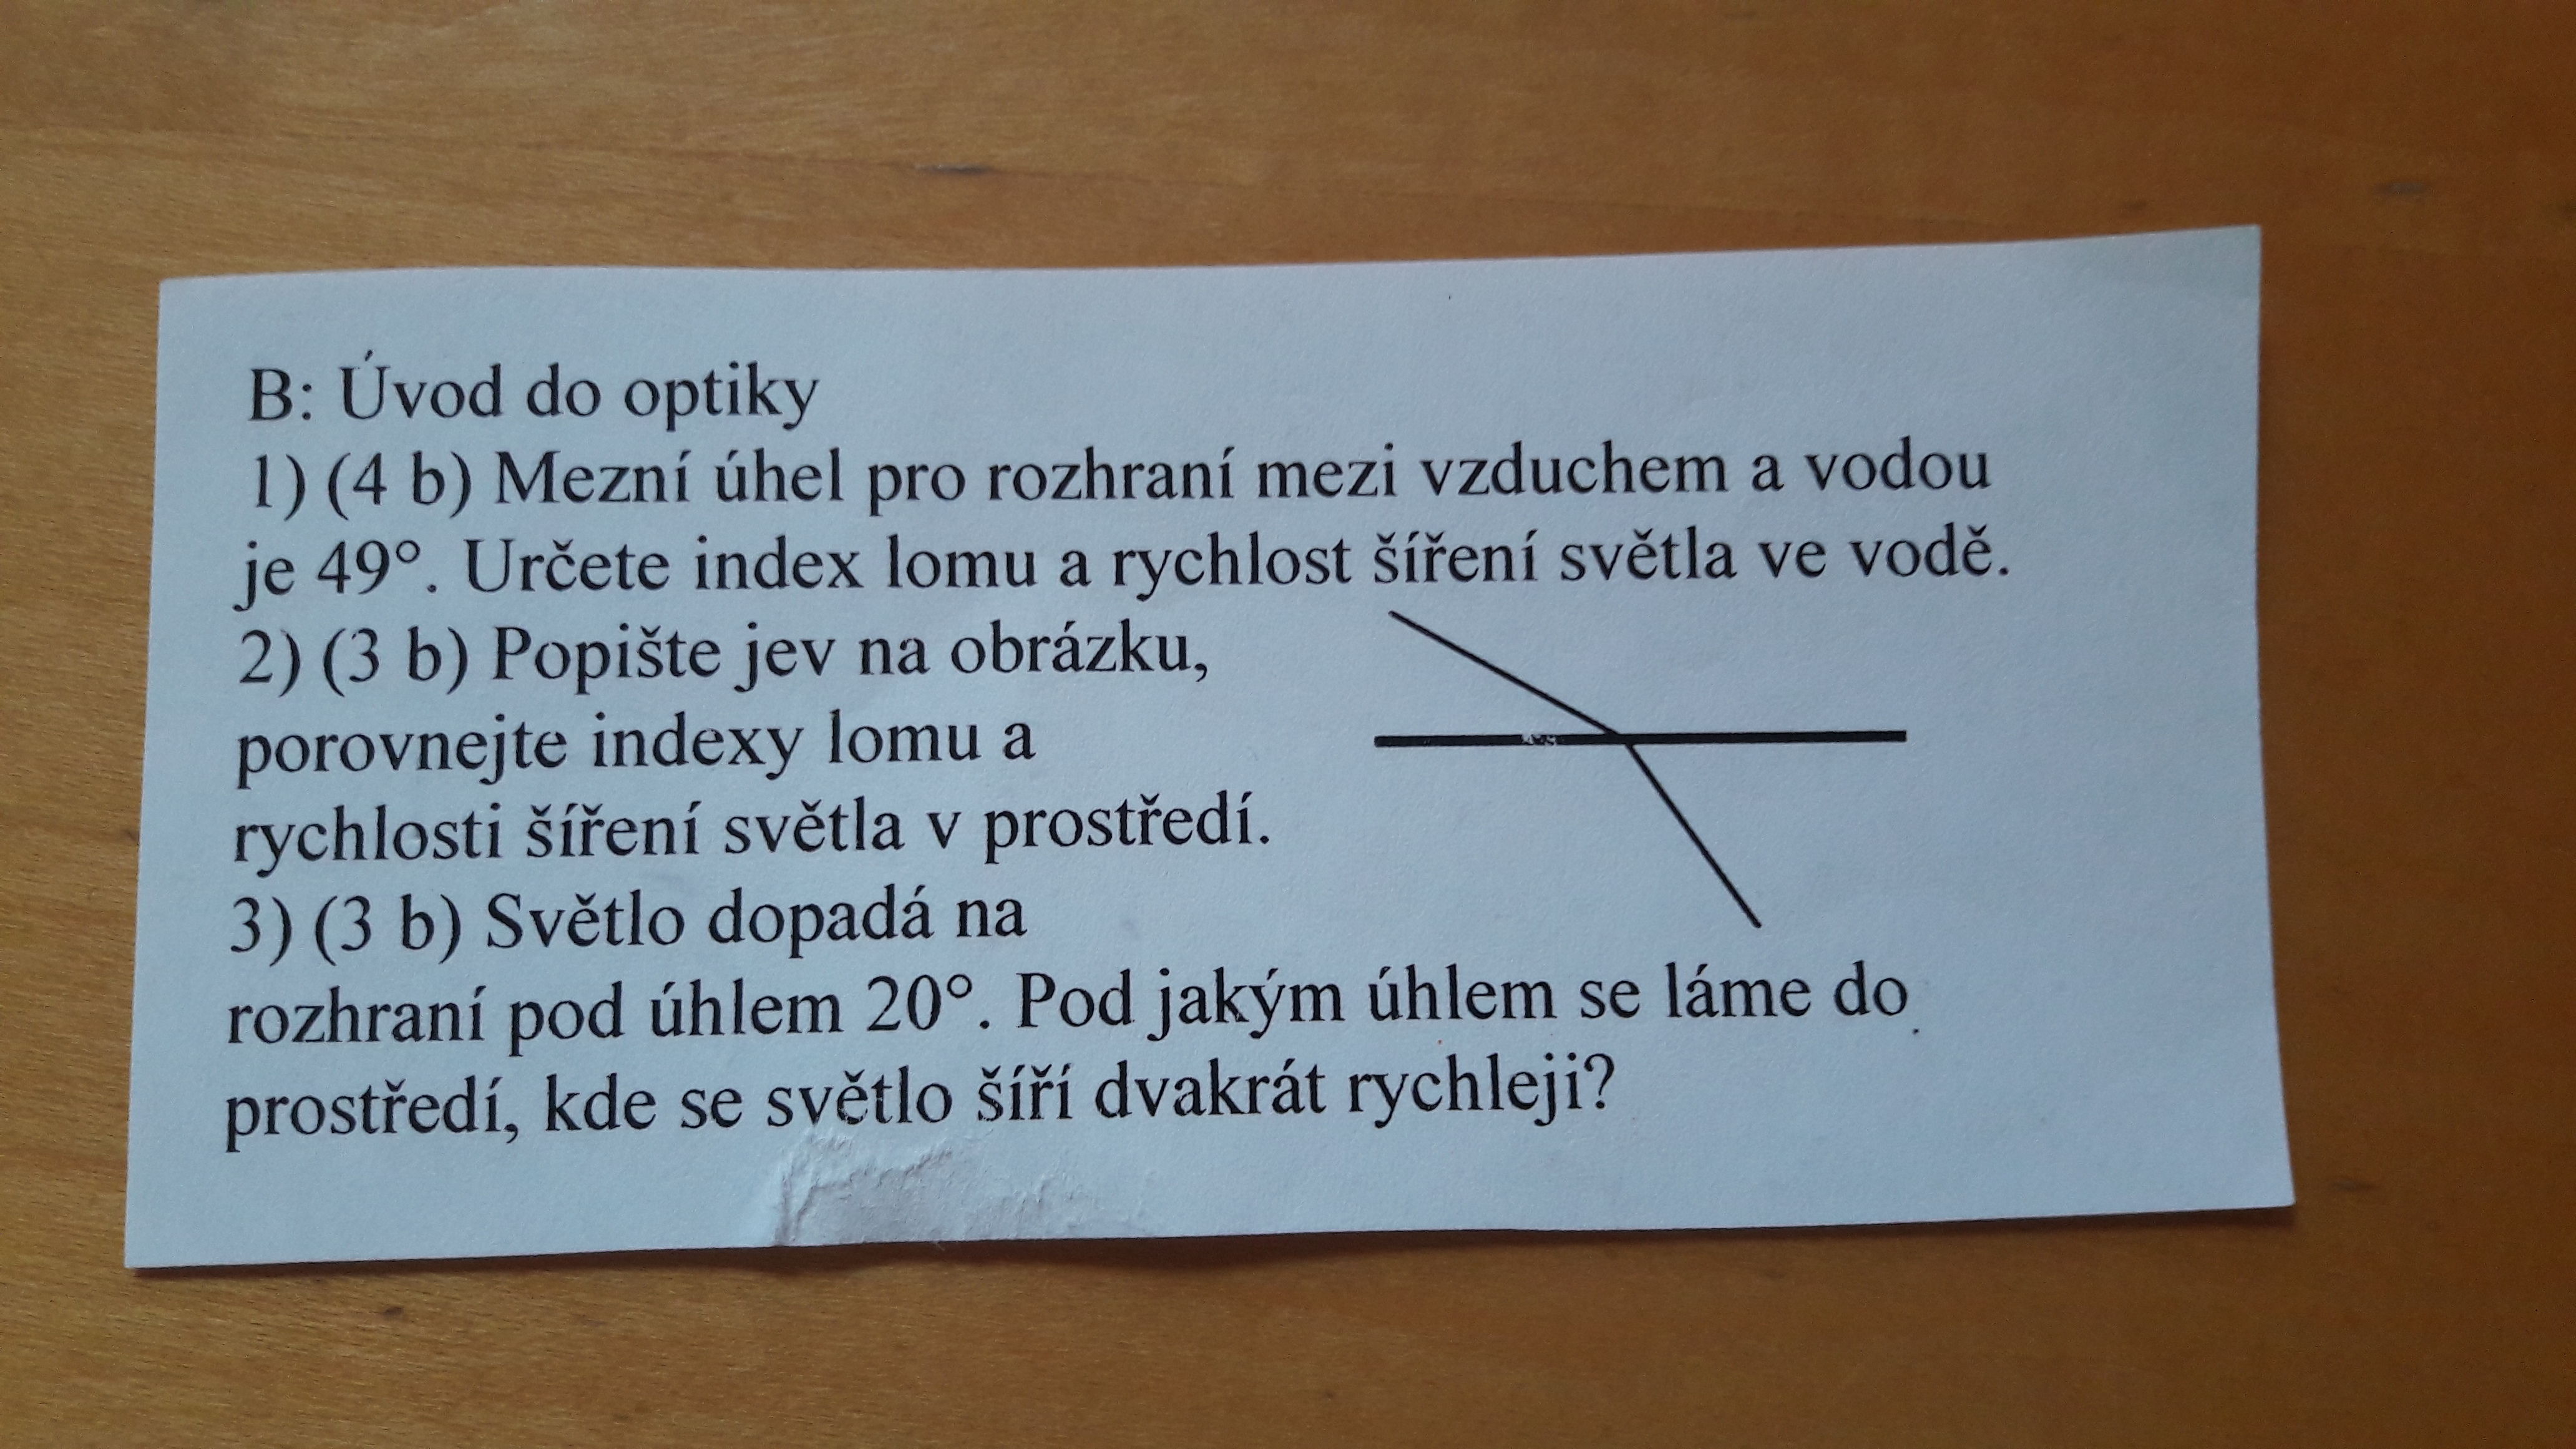 B: Úvod do optiky
1) (4 b) Mezní úhel pro rozhraní mezi vzduchem a vodou
je 49°. Určete index lomu a rychlost šíření světla ve vodě.
2) (3 b) Popište jev na obrázku,
porovnejte indexy lomu a
rychlosti šíření světla v prostředí.
3) (3 b) Světlo dopadá na
rozhraní pod úhlem 20°. Pod jakým úhlem se láme do
prostředí, kde se světlo šíří dvakrát rychleji?